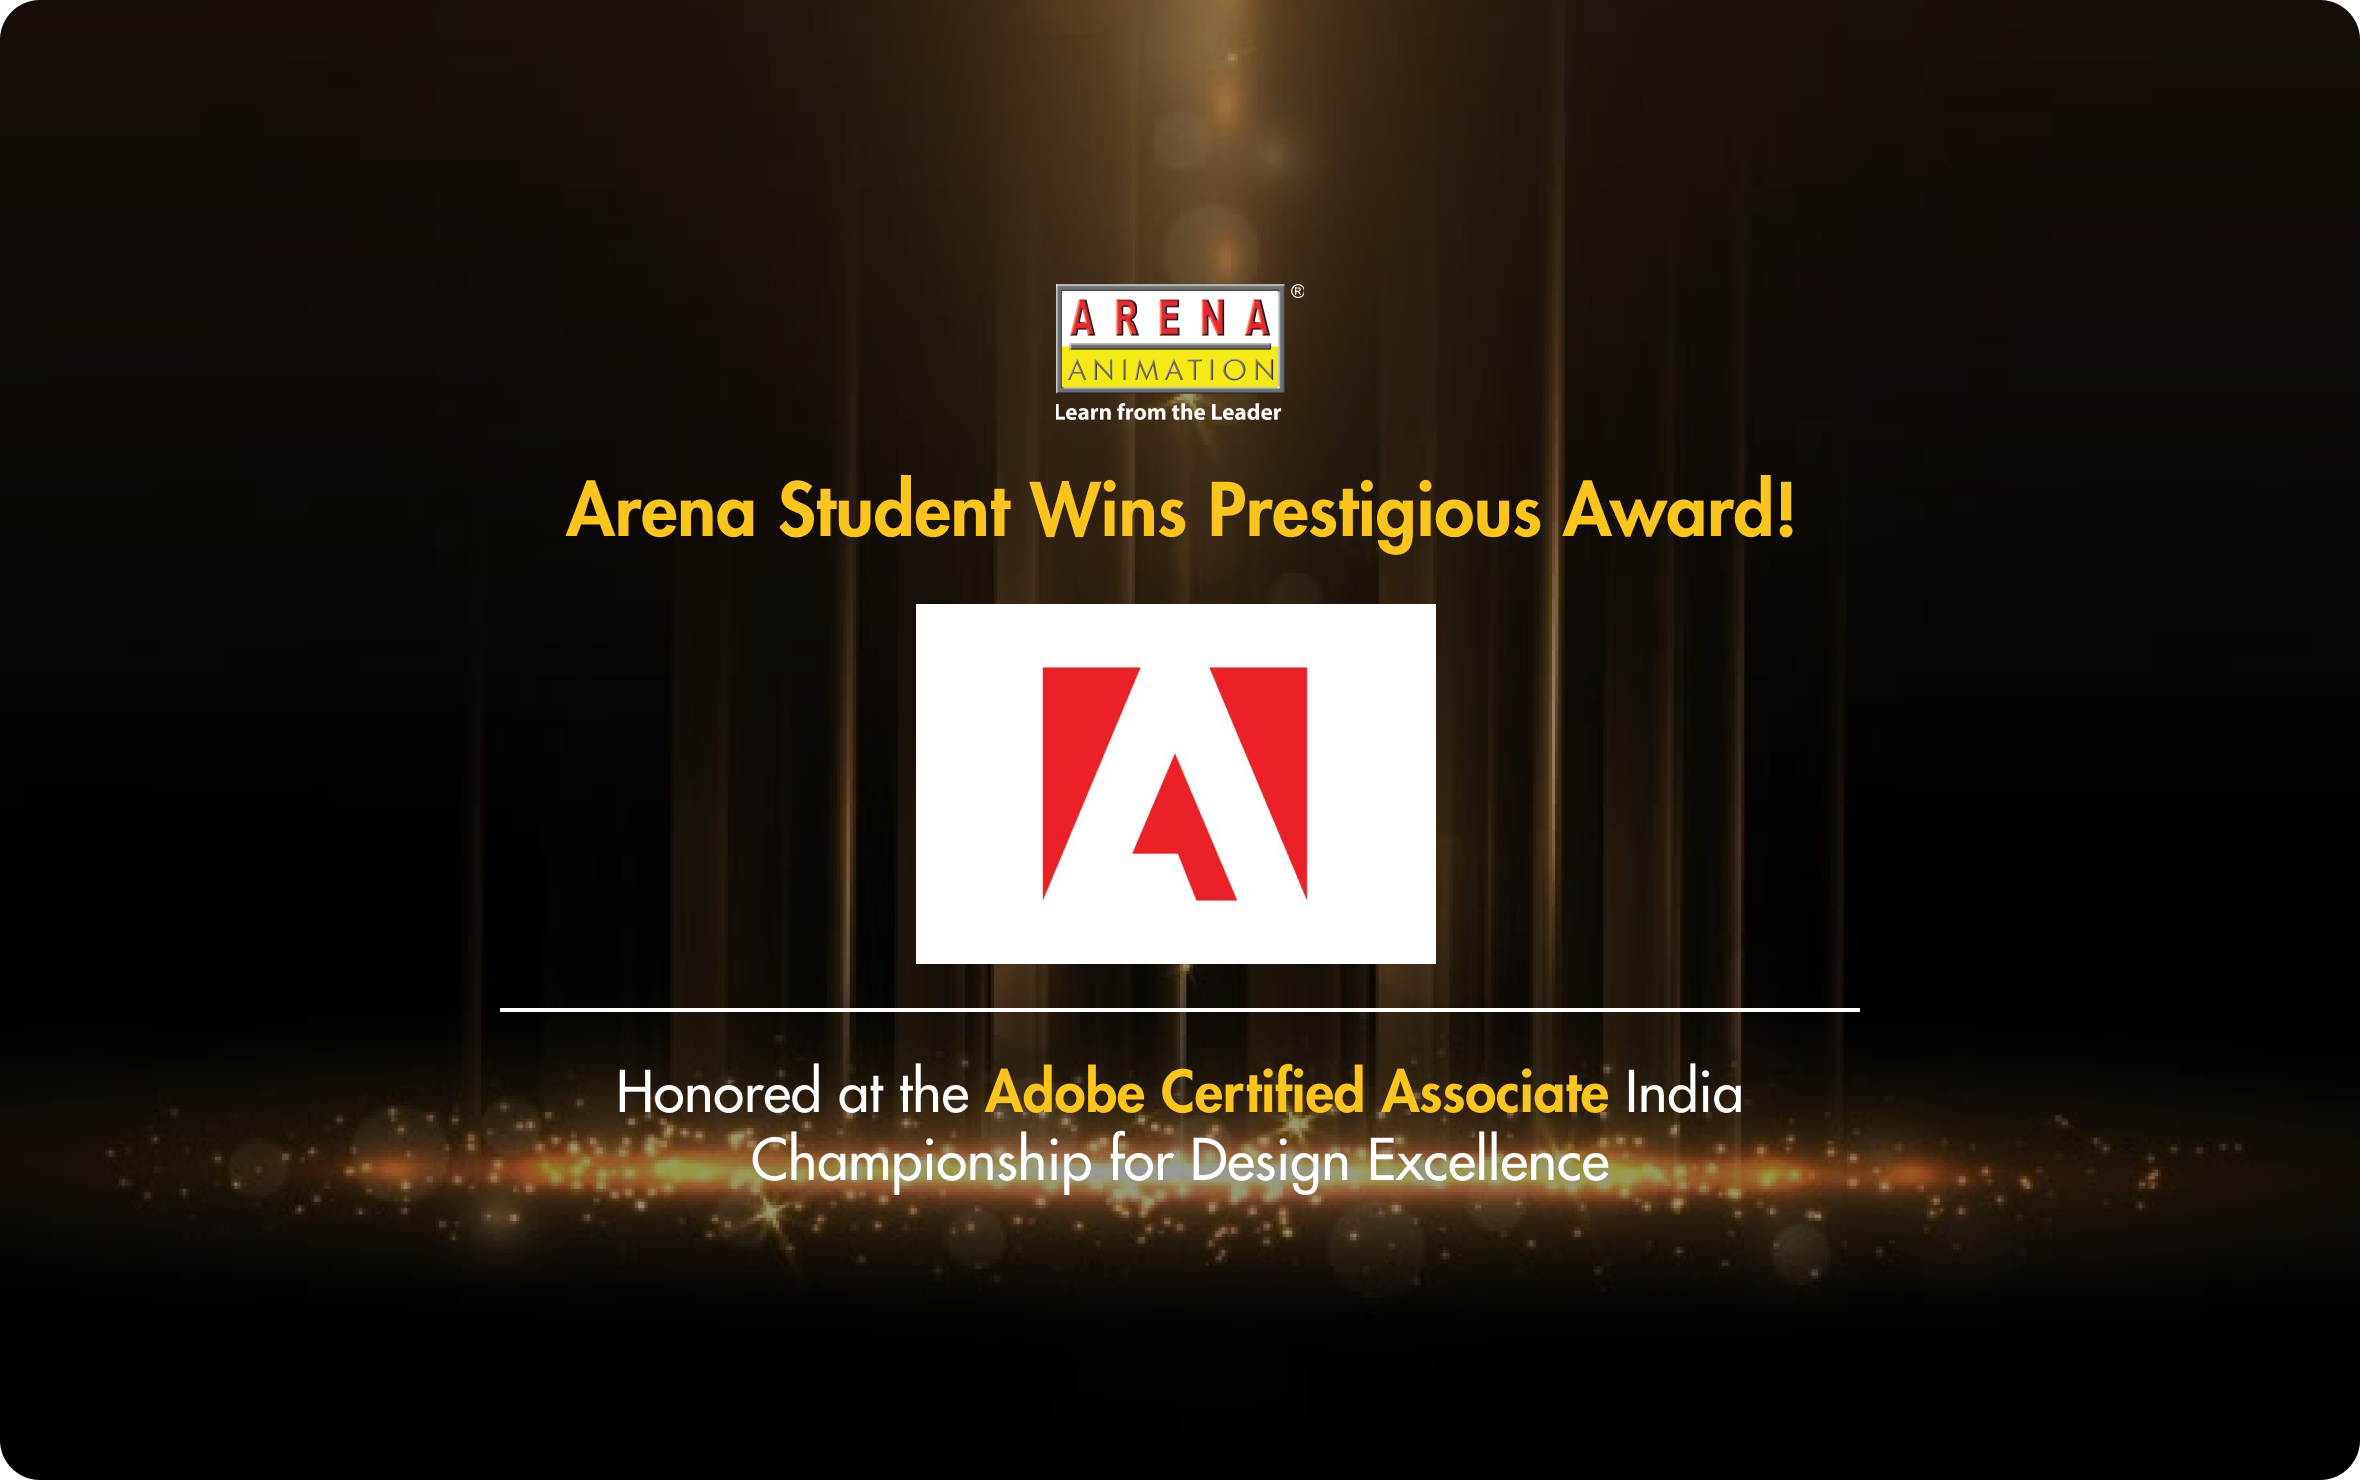 ARENA ®
ANIMATION
Learn from the Leader
Arena Student Wins Prestigious Award!
Honored at the Adobe Certified Associate India
Championship for Design Excellence